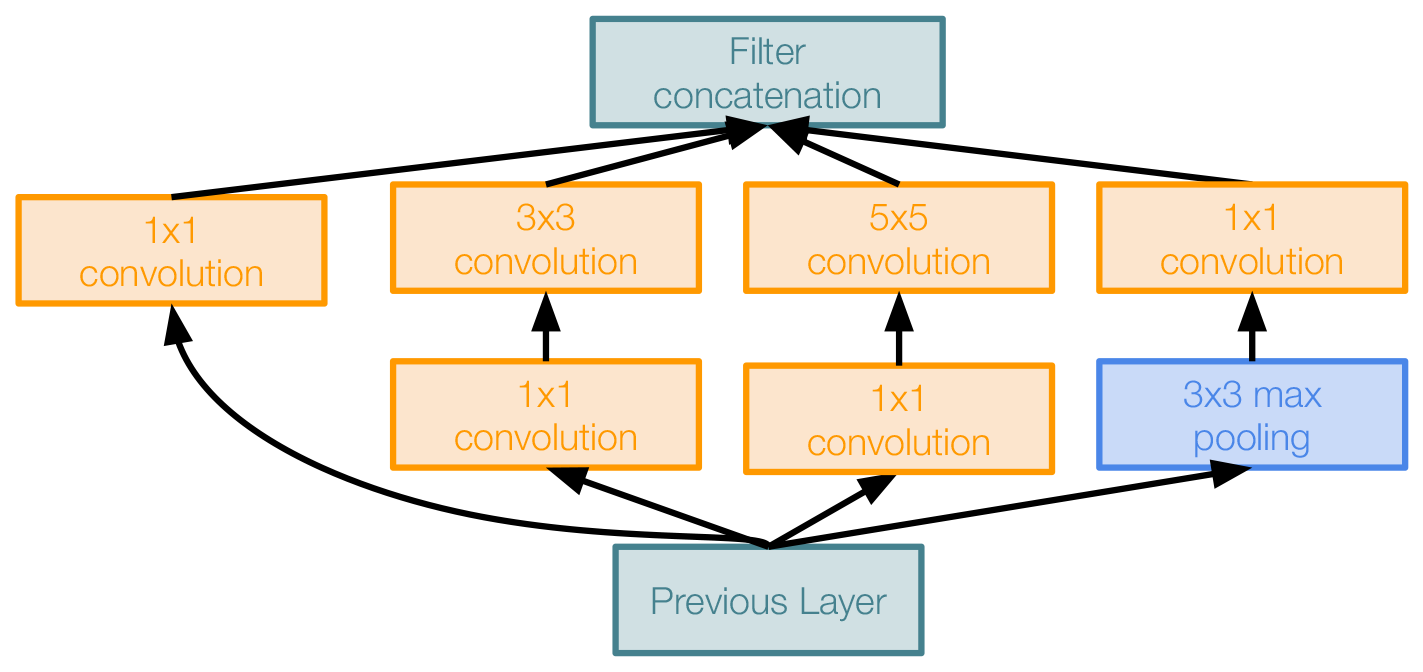 Filter
concatenation
1x1
convolution
3x3
convolution
5x5
convolution
1x1
convolution
1x1
convolution
1x1
convolution
3x3 max
pooling
Previous Layer